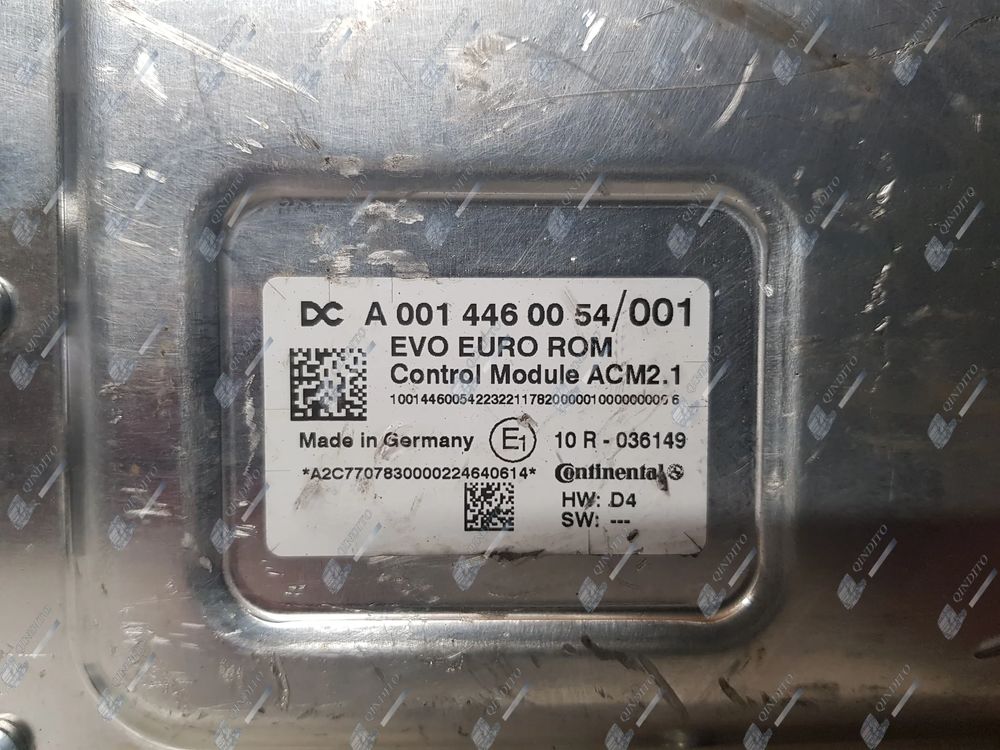 DC A 001 446 00 54/001
EVO EURO ROM
Control Module ACM2.1
Made in Germany E1 10 R - 036149
*A2C7707830000224640614* Continental
HW: D4
SW: ---
QINDITO